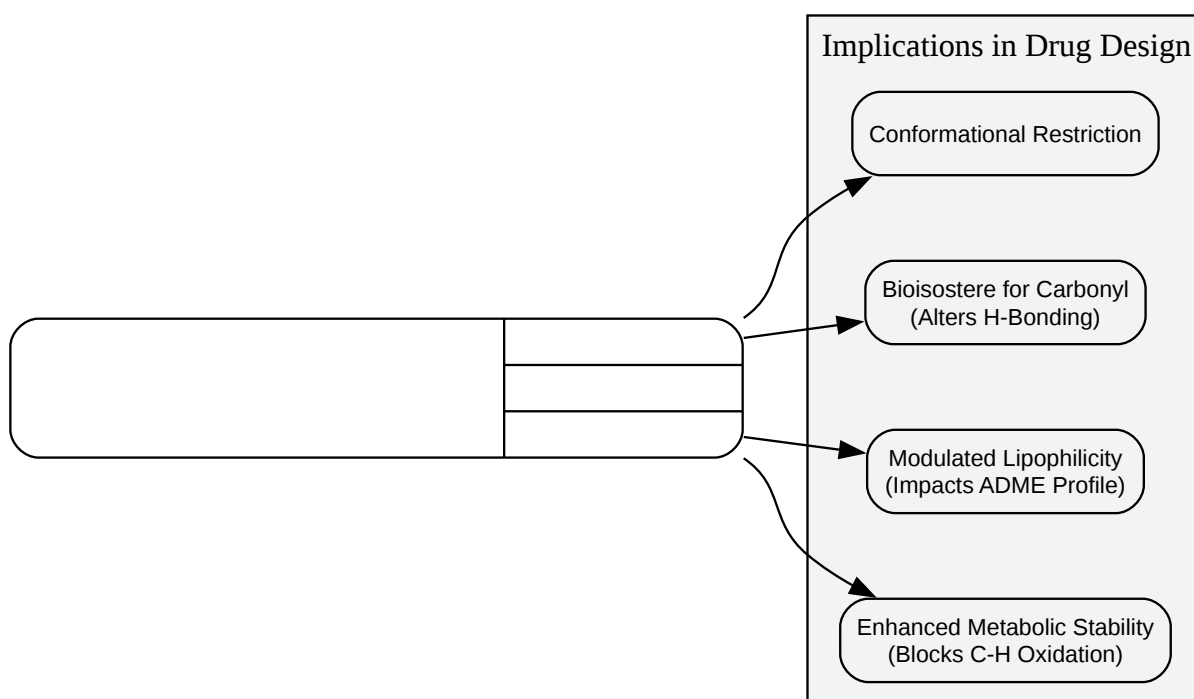 Implications in Drug Design
Conformational Restriction
Bioisostere for Carbonyl
(Alters H-Bonding)
Modulated Lipophilicity
(Impacts ADME Profile)
Enhanced Metabolic Stability
(Blocks C-H Oxidation)